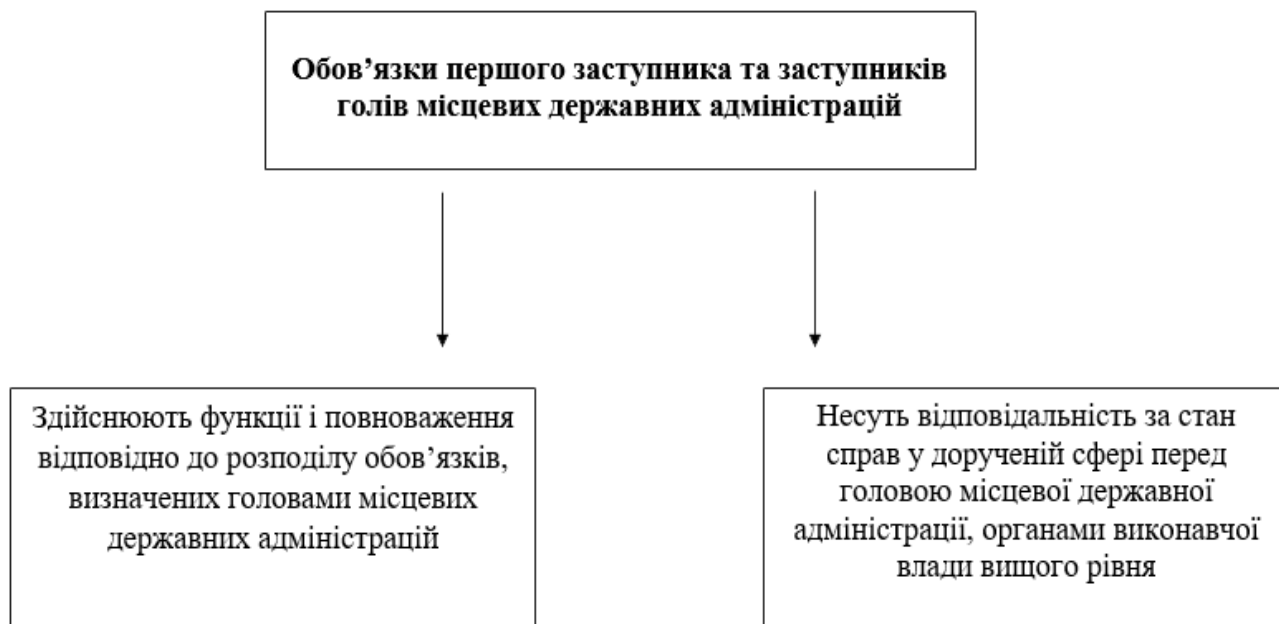 Обов’язки першого заступника та заступників
голів місцевих державних адміністрацій
Здійснюють функції і повноваження
відповідно до розподілу обов’язків,
визначених головами місцевих
державних адміністрацій
Несуть відповідальність за стан
справ у дорученій сфері перед
головою місцевої державної
адміністрації, органами виконавчої
влади вищого рівня